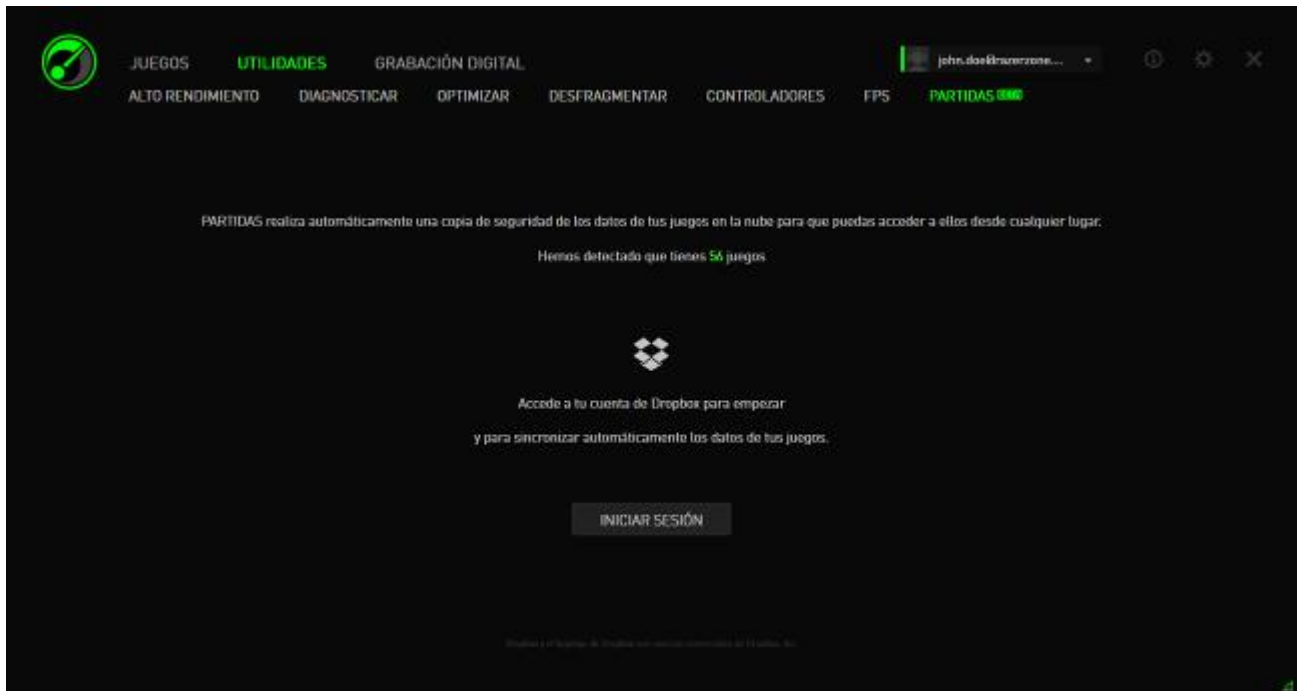 JUEGOS UTILIDADES GRABACIÓN DIGITAL john.doe@razerzone...
ALTO RENDIMIENTO DIAGNOSTICAR OPTIMIZAR DESFRAGMENTAR CONTROLADORES FPS PARTIDAS
PARTIDAS realiza automáticamente una copia de seguridad de los datos de tus juegos en la nube para que puedas acceder a ellos desde cualquier lugar.
Hemos detectado que tienes 56 juegos
Accede a tu cuenta de Dropbox para empezar
y para sincronizar automáticamente los datos de tus juegos.
INICIAR SESIÓN